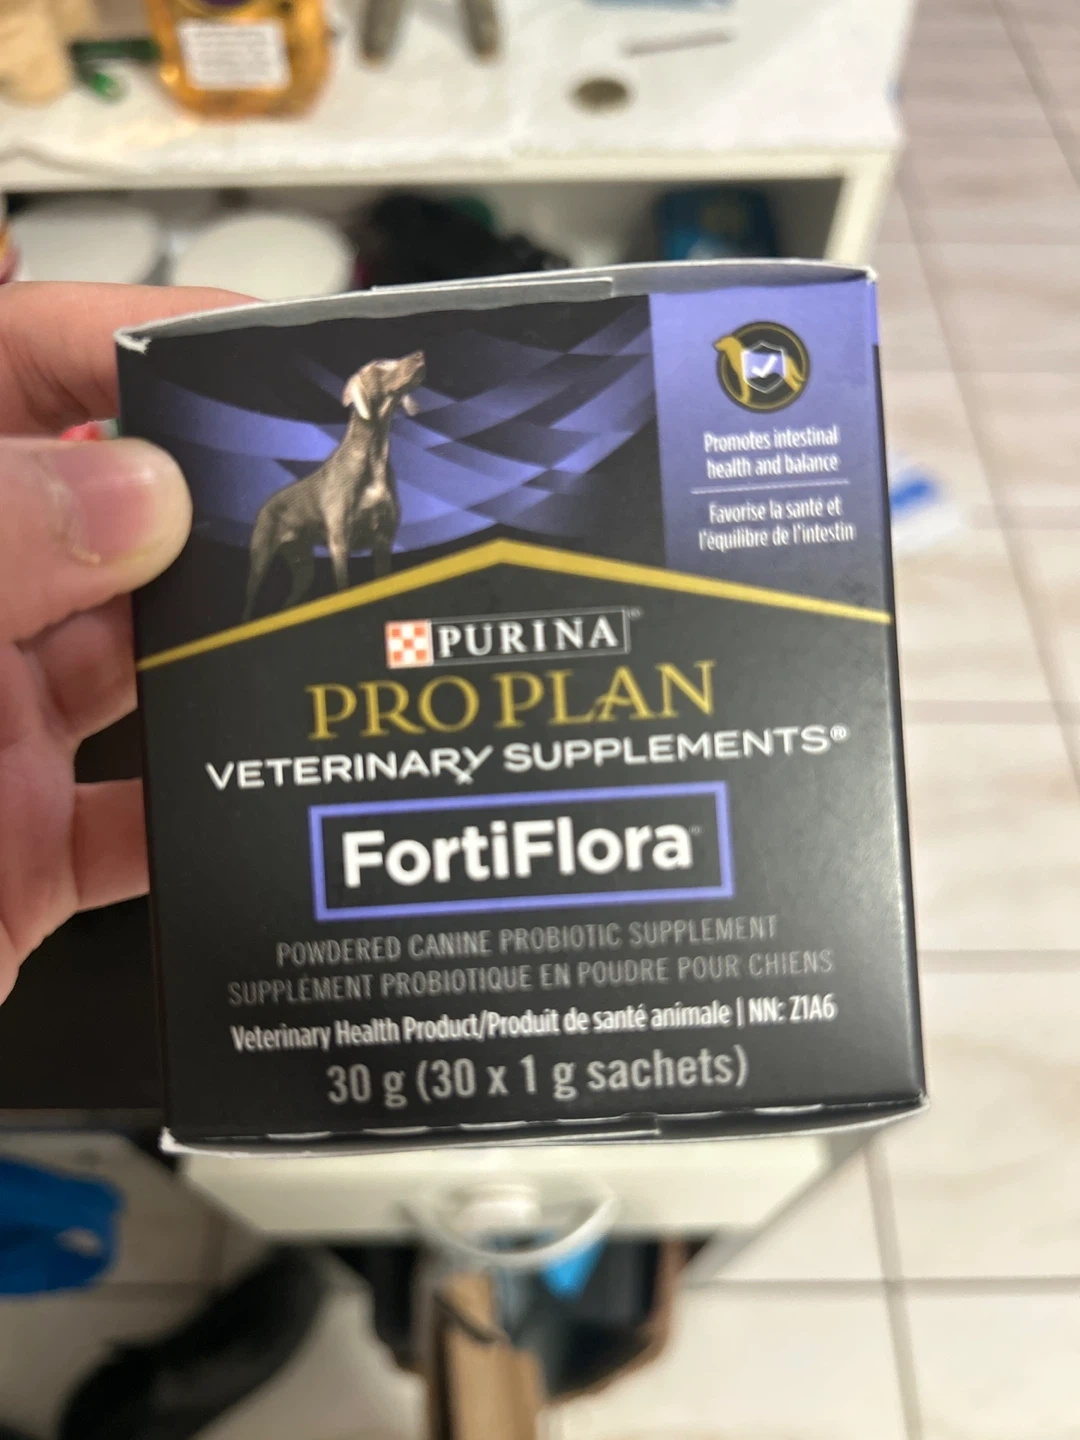 Promotes intestinal
health and balance
Favorise la santé et
l'équilibre de l'intestin
PURINA
PRO PLAN
VETERINARY SUPPLEMENTS®
FortiFlora
POWDERED CANINE PROBIOTIC SUPPLEMENT
SUPPLÉMENT PROBIOTIQUE EN POUDRE POUR CHIENS
Veterinary Health Product/Produit de santé animale | NN: Z1A6
30 g (30 x 1 g sachets)